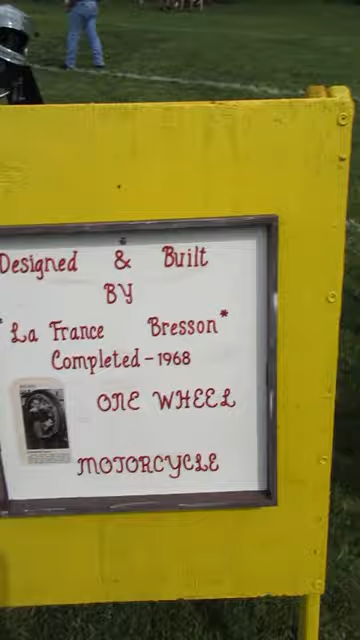 Designed & Built
BY
"La France Bresson"
Completed - 1968
ONE WHEEL
MOTORCYCLE